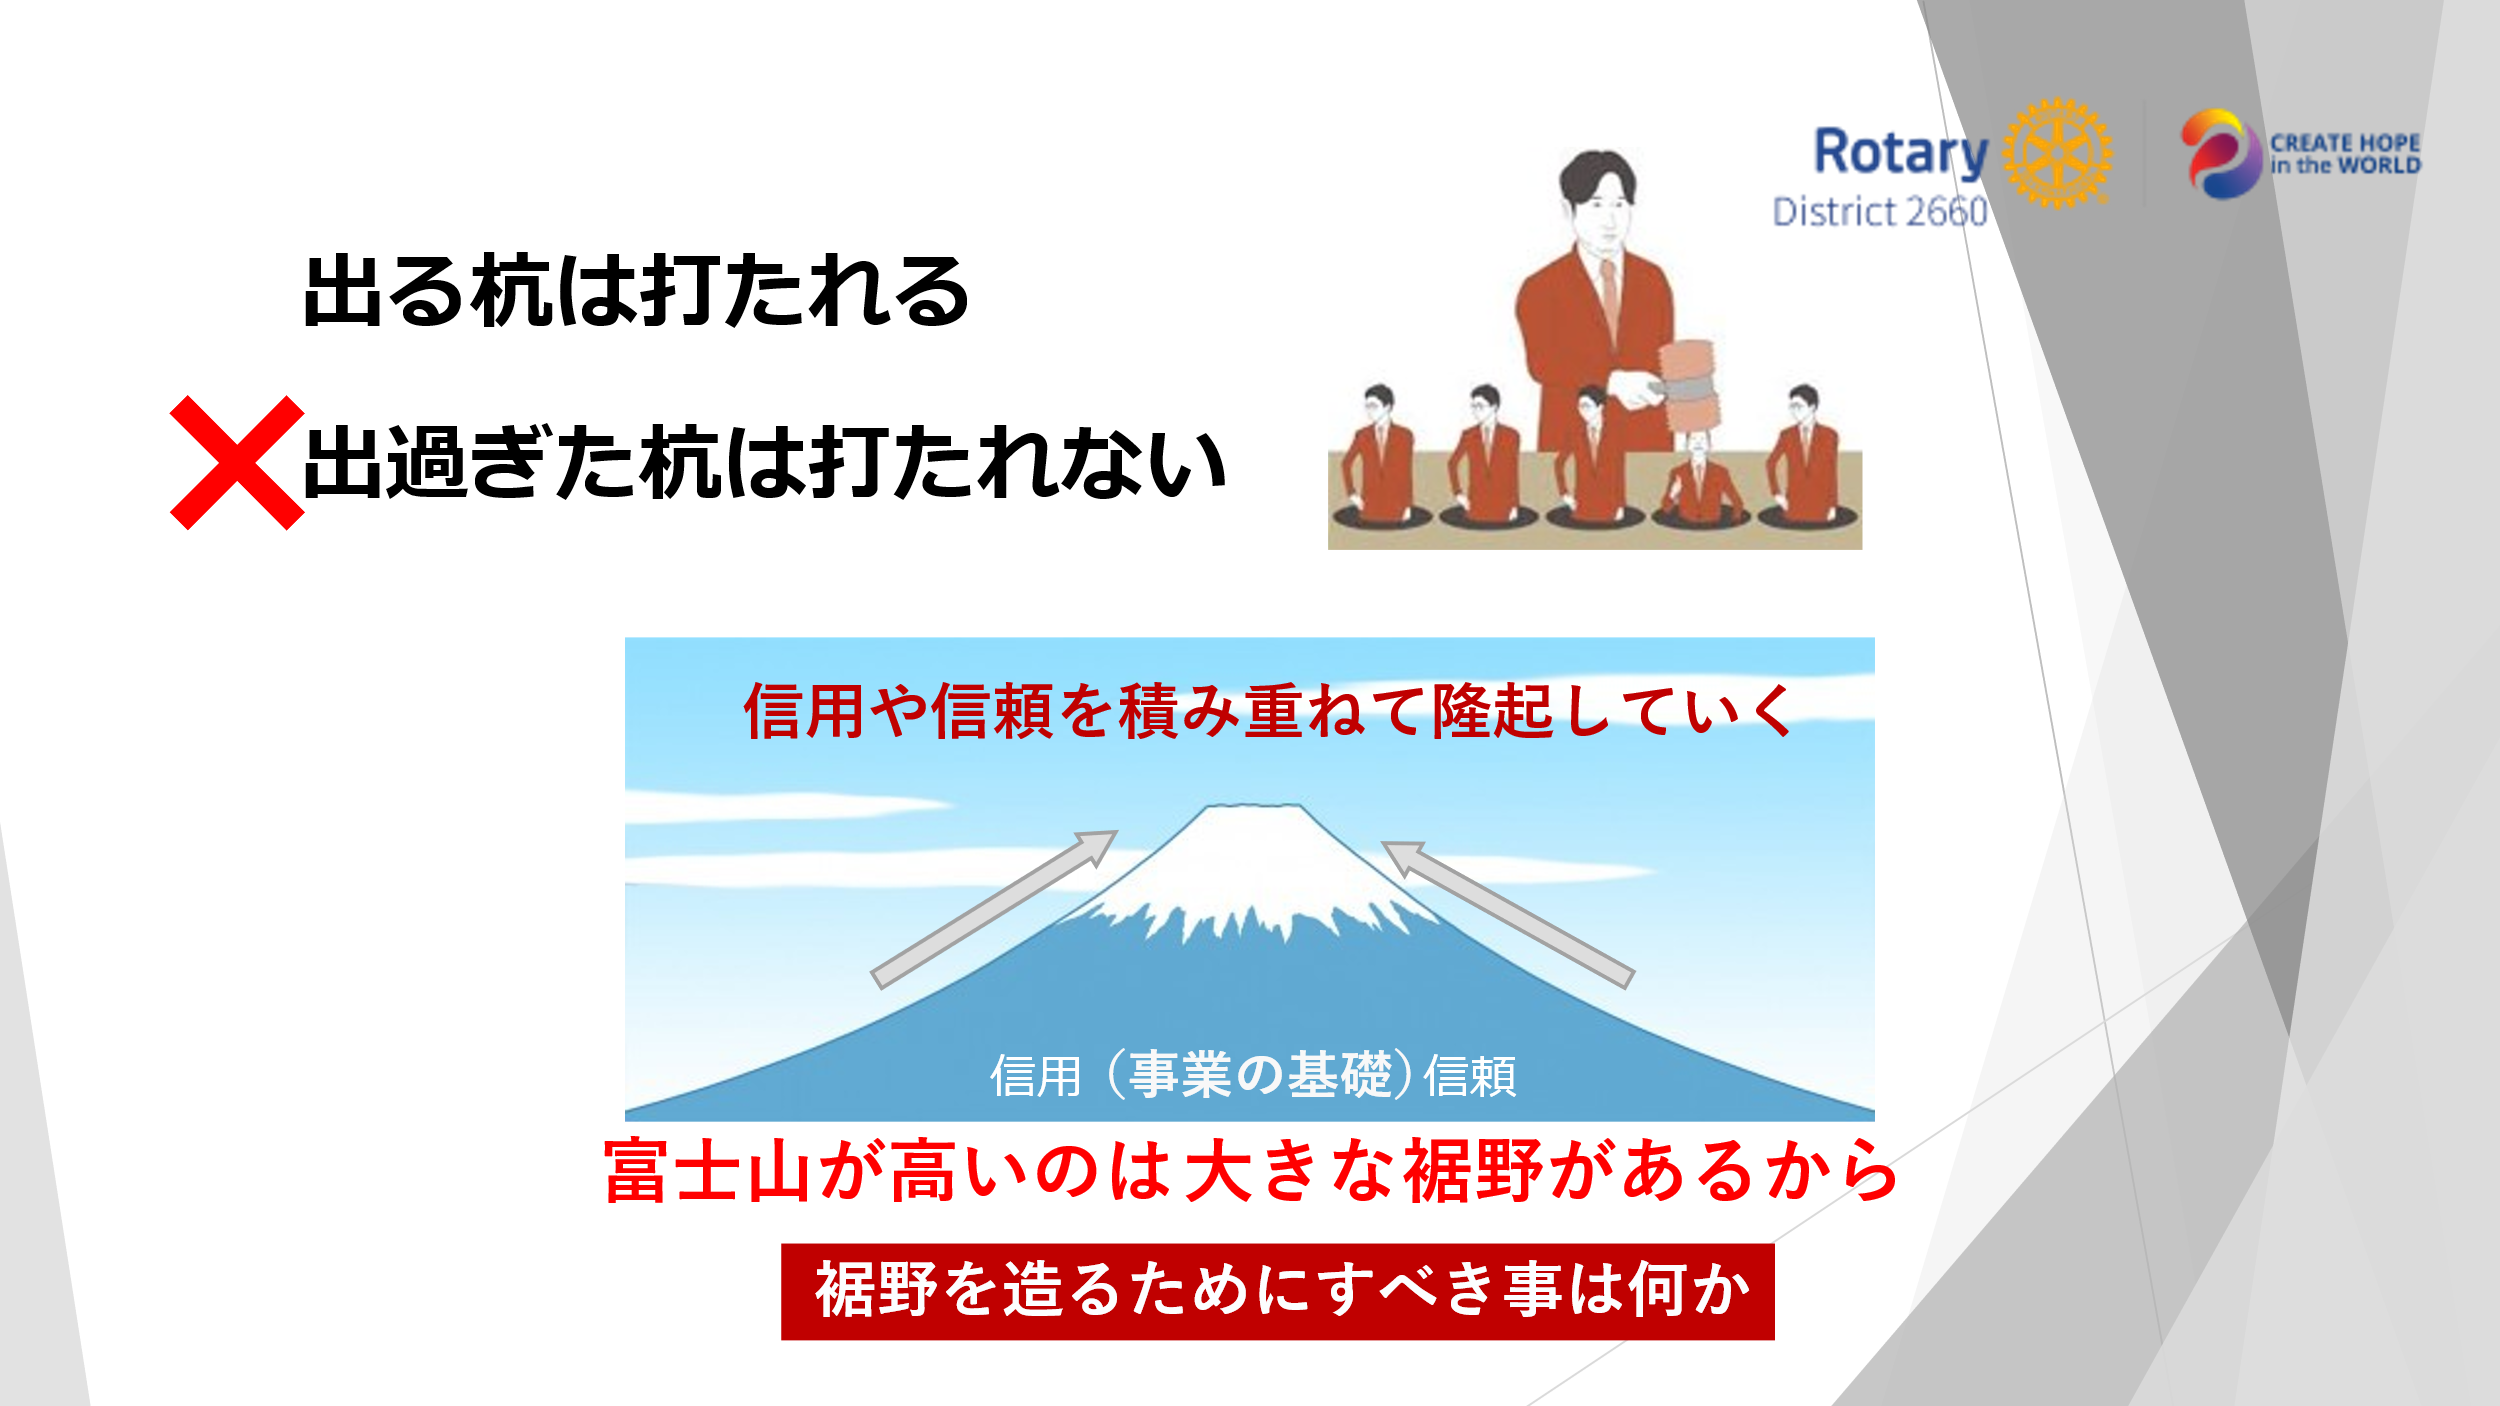 Rotary
District 2660
CREATE HOPE
in the WORLD
出る杭は打たれる
出過ぎた杭は打たれない
信用や信頼を積み重ねて隆起していく
信用（事業の基礎）信頼
富士山が高いのは大きな裾野があるから
裾野を造るためにすべき事は何か